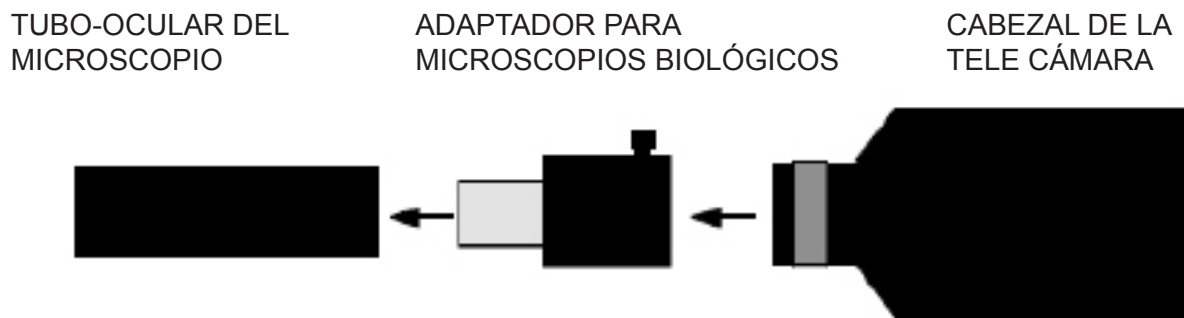 TUBO-OCULAR DEL
MICROSCOPIO
ADAPTADOR PARA
MICROSCOPIOS BIOLÓGICOS
CABEZAL DE LA
TELE CÁMARA